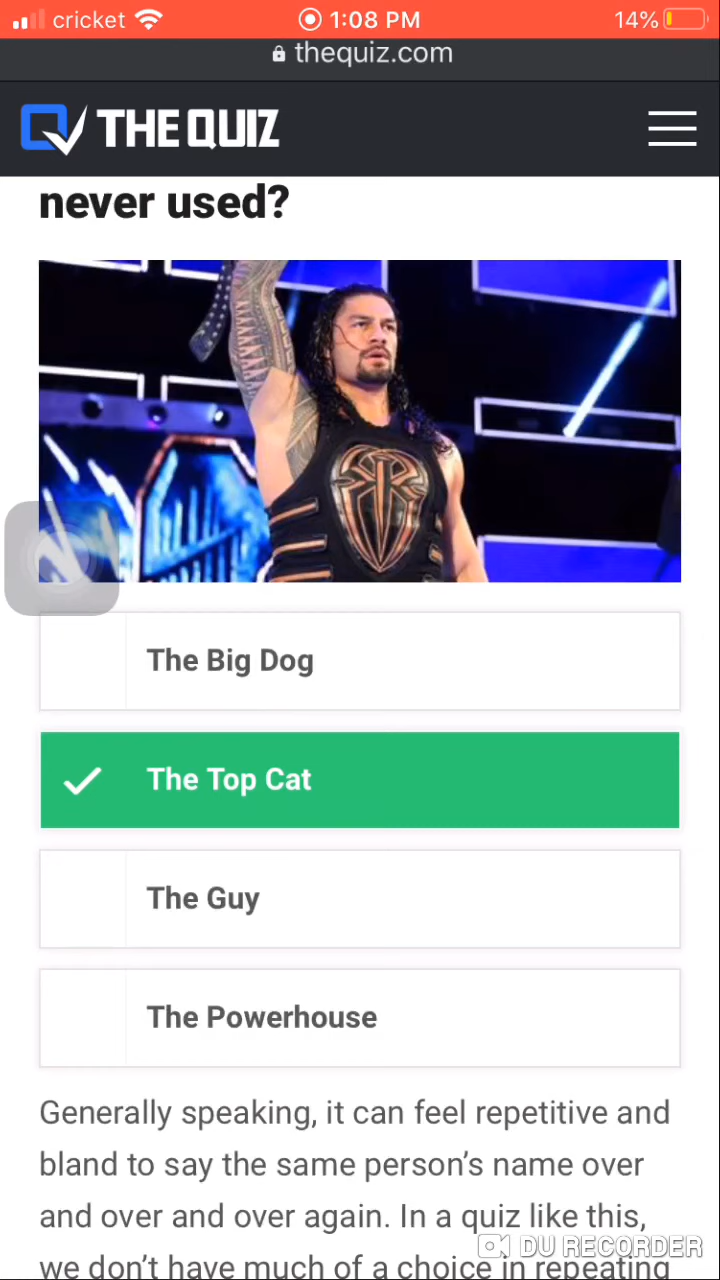 cricket 1:08 PM 14%
thequiz.com
THE QUIZ
never used?
The Big Dog
The Top Cat
The Guy
The Powerhouse
Generally speaking, it can feel repetitive and
bland to say the same person’s name over
and over and over again. In a quiz like this,
we don’t have much of a choice in repeating
DU RECORDER